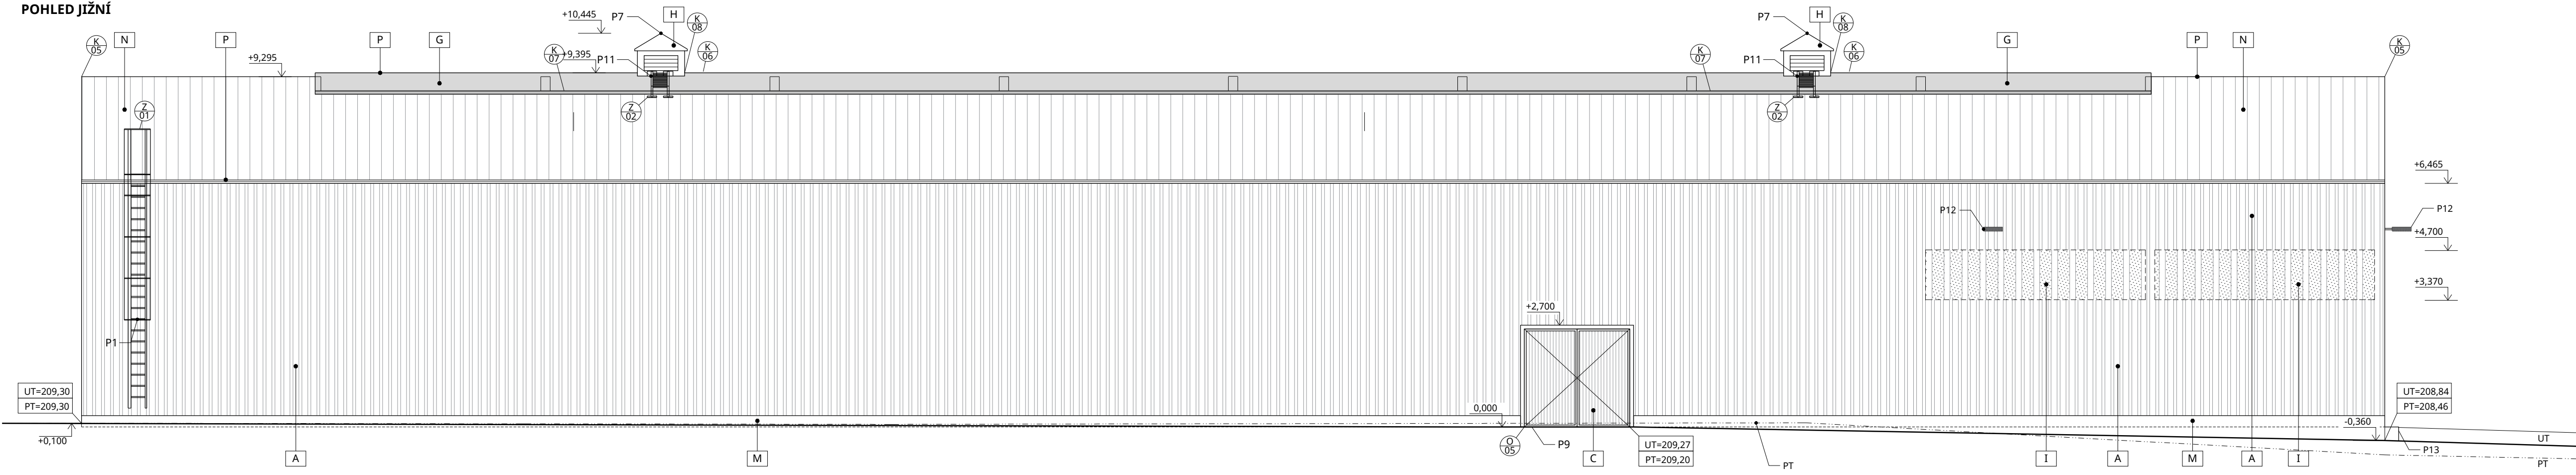 POHLED JIŽNÍ
+10,445
P7
H
K
08
P7
H
K
08
K
05
N
P
P
G
K
07
+9,395
P11
K
06
K
07
P11
K
06
G
P
N
K
05
+9,295
Z
01
Z
02
Z
02
+6,465
P12
P12
+4,700
+3,370
+2,700
P1
UT=209,30
PT=209,30
UT=208,84
PT=208,46
0,000
-0,360
+0,100
O
05
P9
UT=209,27
PT=209,20
UT
P13
A
M
C
PT
I
A
M
A
I
PT